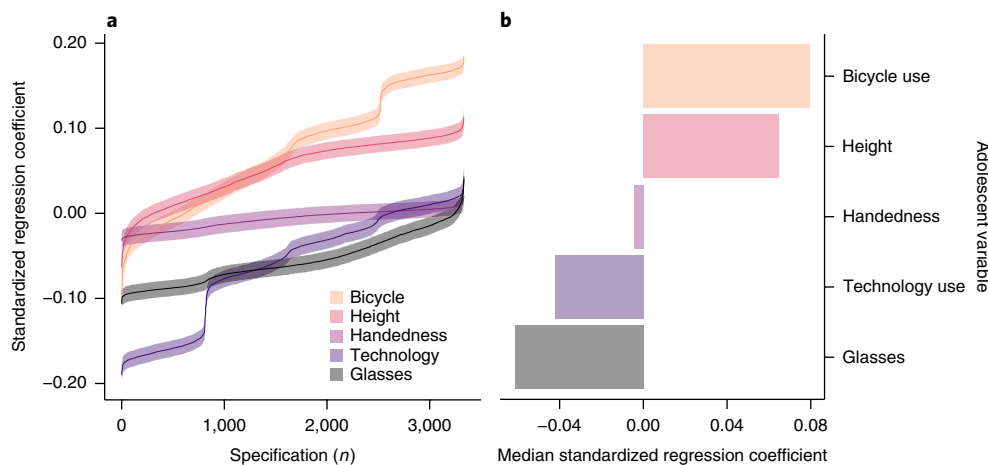 a
Standardized regression coefficient
0.20
0.10
0.00
−0.10
−0.20
0
1,000
2,000
3,000
Specification (n)
Bicycle
Height
Handedness
Technology
Glasses
b
Bicycle use
Height
Handedness
Technology use
Glasses
Adolescent variable
−0.04
0.00
0.04
0.08
Median standardized regression coefficient